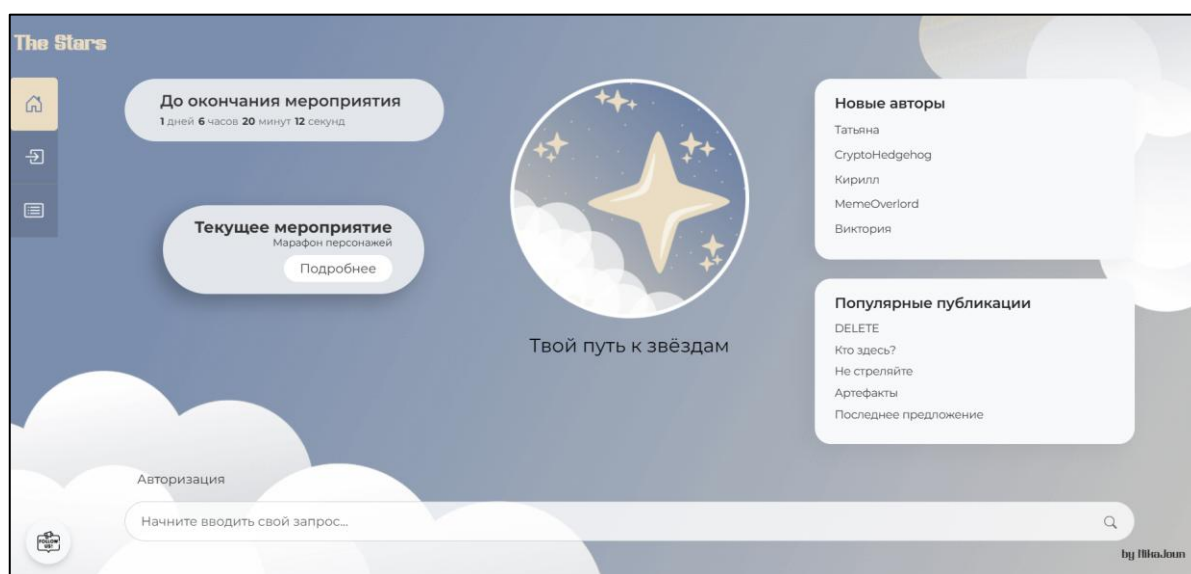 The Stars
До окончания мероприятия
1 дней 6 часов 20 минут 12 секунд
Текущее мероприятие
Марафон персонажей
Подробнее
Твой путь к звёздам
Новые авторы
Татьяна
CryptoHedgehog
Кирилл
MemeOverlord
Виктория
Популярные публикации
DELETE
Кто здесь?
Не стреляйте
Артефакты
Последнее предложение
Авторизация
Начните вводить свой запрос...
FOLLOW
US!
by NikaJoun